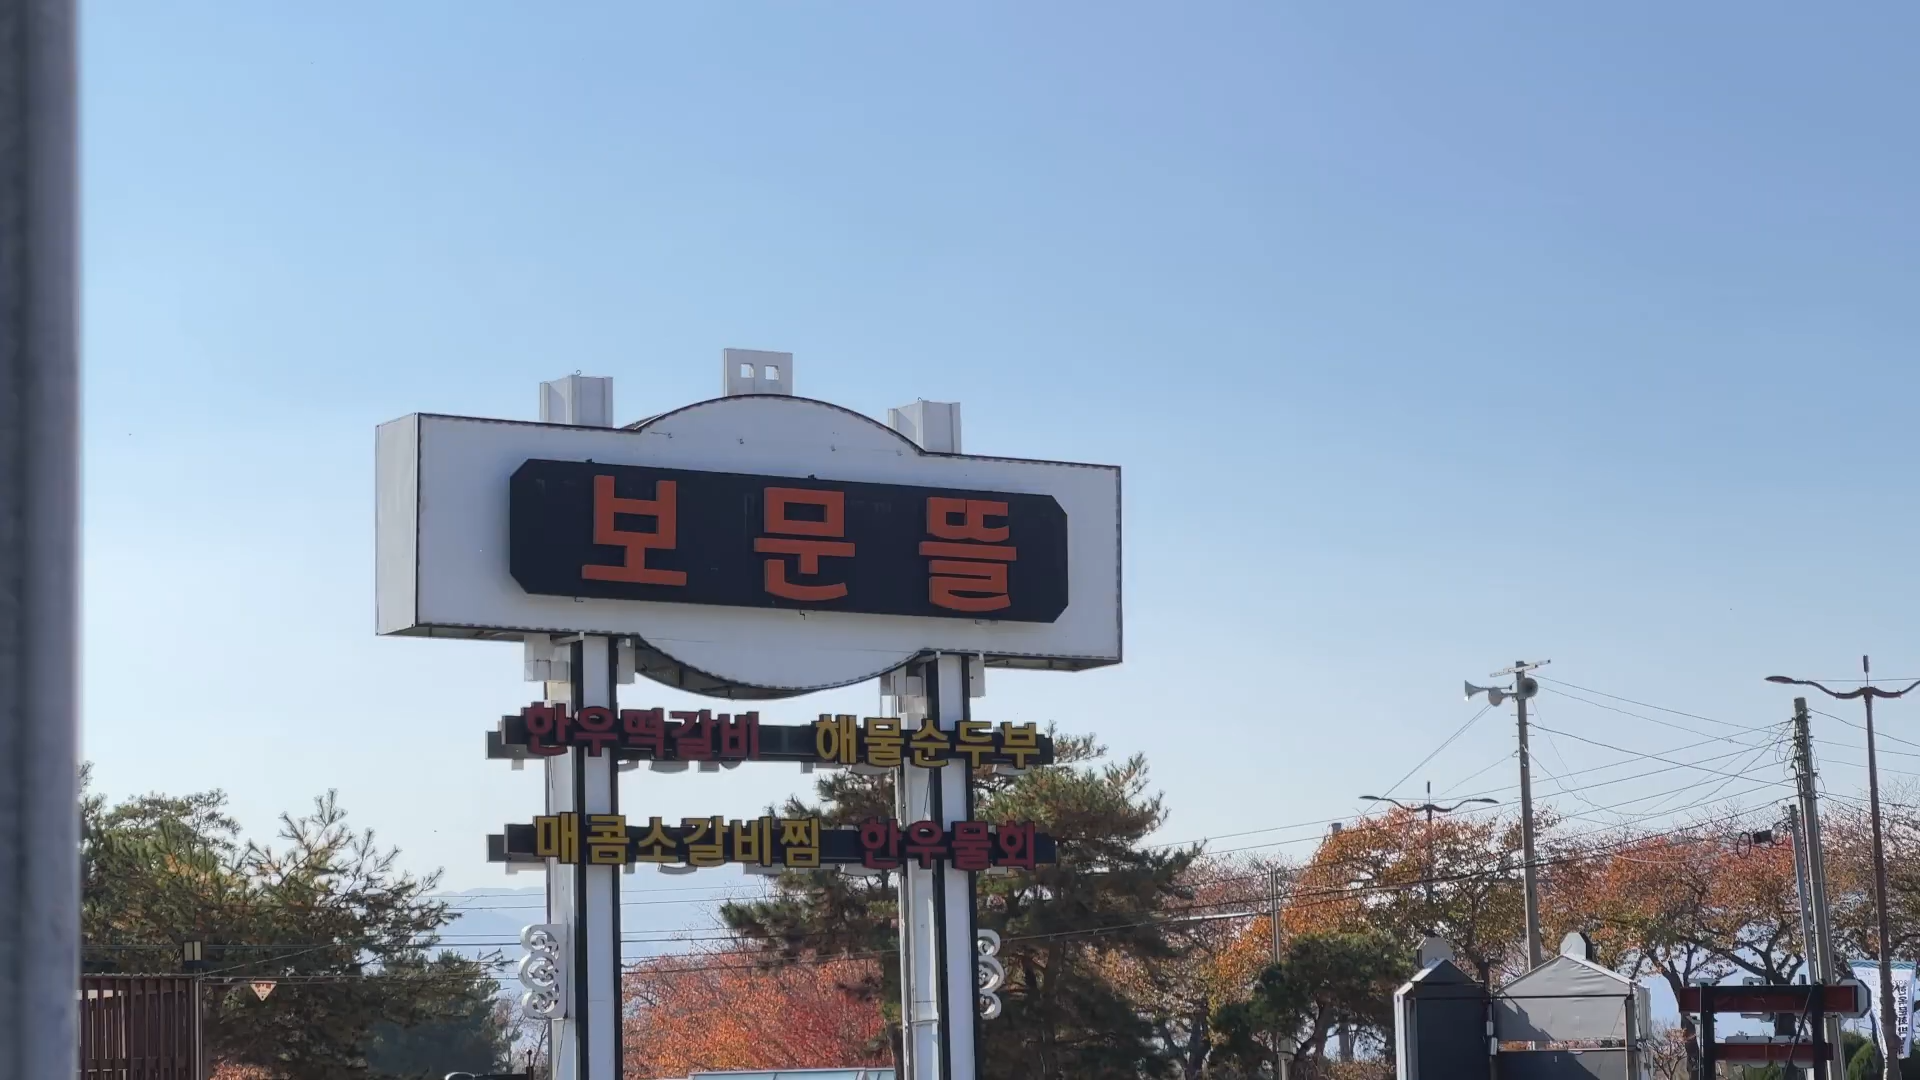 보문뜰
한우떡갈비 해물순두부
매콤소갈비찜 한우물회